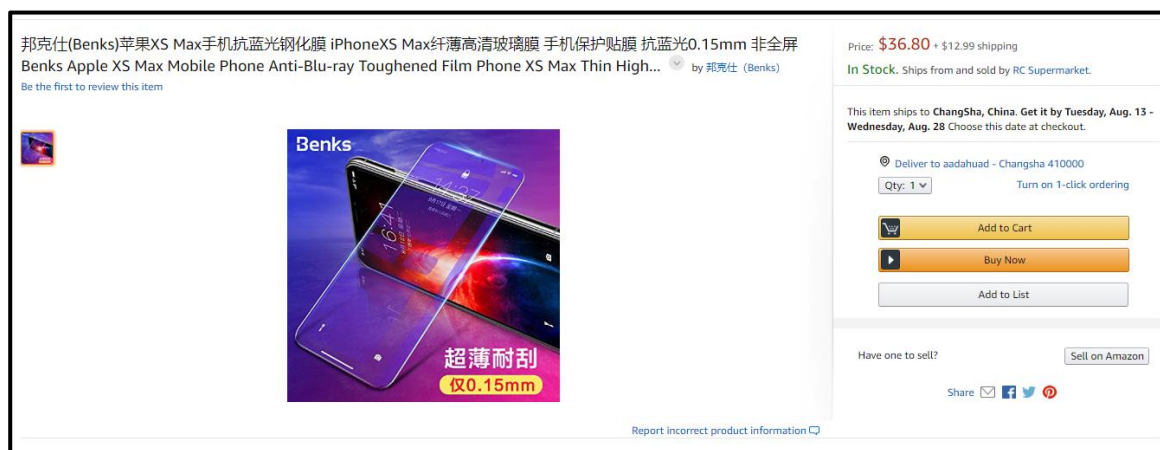 邦克仕(Benks)苹果XS Max手机抗蓝光钢化膜 iPhoneXS Max纤薄高清玻璃膜 手机保护贴膜 抗蓝光0.15mm 非全屏
Benks Apple XS Max Mobile Phone Anti-Blu-ray Toughened Film Phone XS Max Thin High... by 邦克仕（Benks）
Be the first to review this item
Benks
14:27
16:41
超薄耐刮
仅0.15mm
Report incorrect product information
Price: $36.80 + $12.99 shipping
In Stock. Ships from and sold by RC Supermarket.
This item ships to ChangSha, China. Get it by Tuesday, Aug. 13 -
Wednesday, Aug. 28 Choose this date at checkout.
Deliver to aadahuad - Changsha 410000
Qty: 1
Turn on 1-click ordering
Add to Cart
Buy Now
Add to List
Have one to sell?
Sell on Amazon
Share